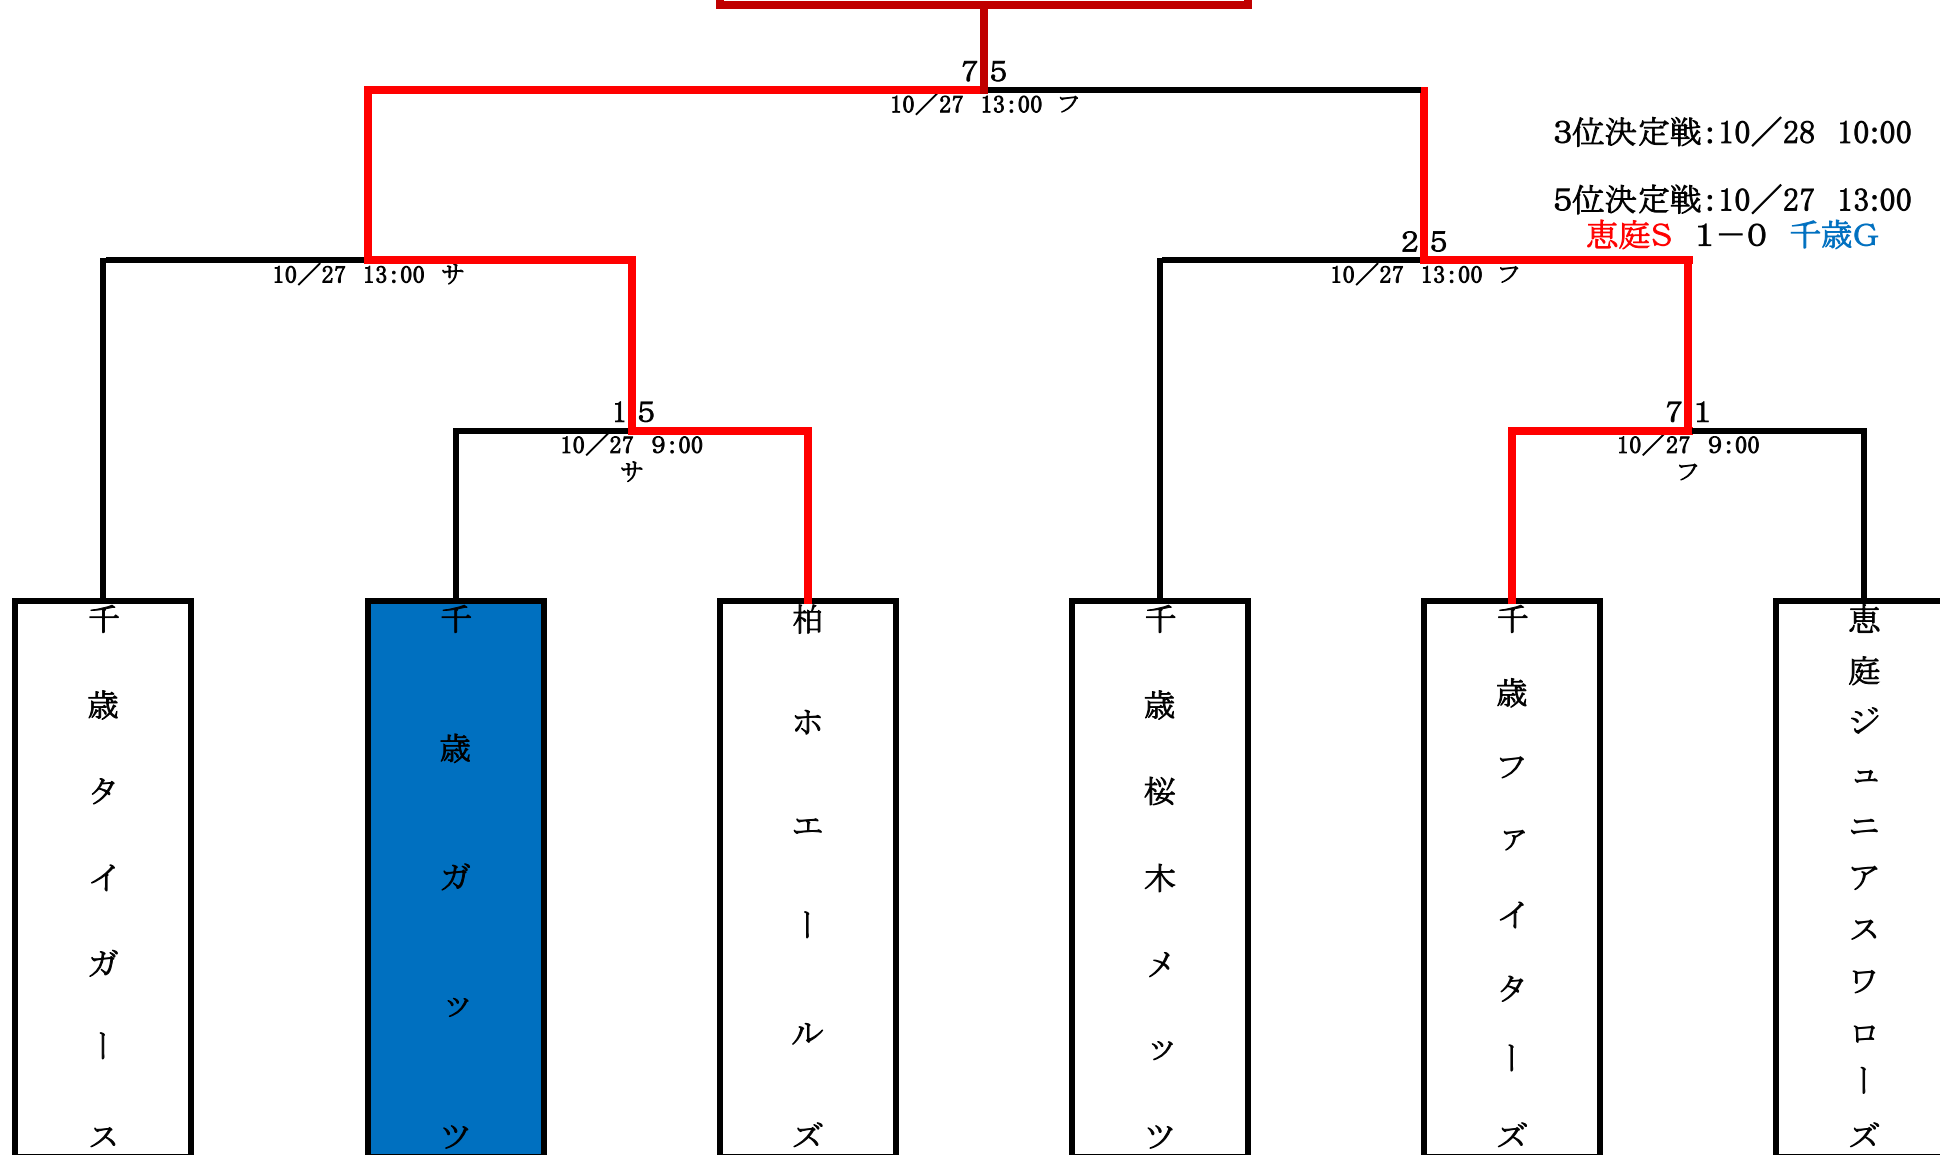 7 5
10／27 13:00 フ
3位決定戦:10／28 10:00
5位決定戦:10／27 13:00
恵庭S 1－0 千歳G
10／27 13:00 サ
2 5
10／27 13:00 フ
1 5
10／27 9:00
サ
7 1
10／27 9:00
フ
千歳タイガース
千歳ガッツ
柏ホエールズ
千歳桜木メッツ
千歳ファイターズ
恵庭ジュニアスワローズ